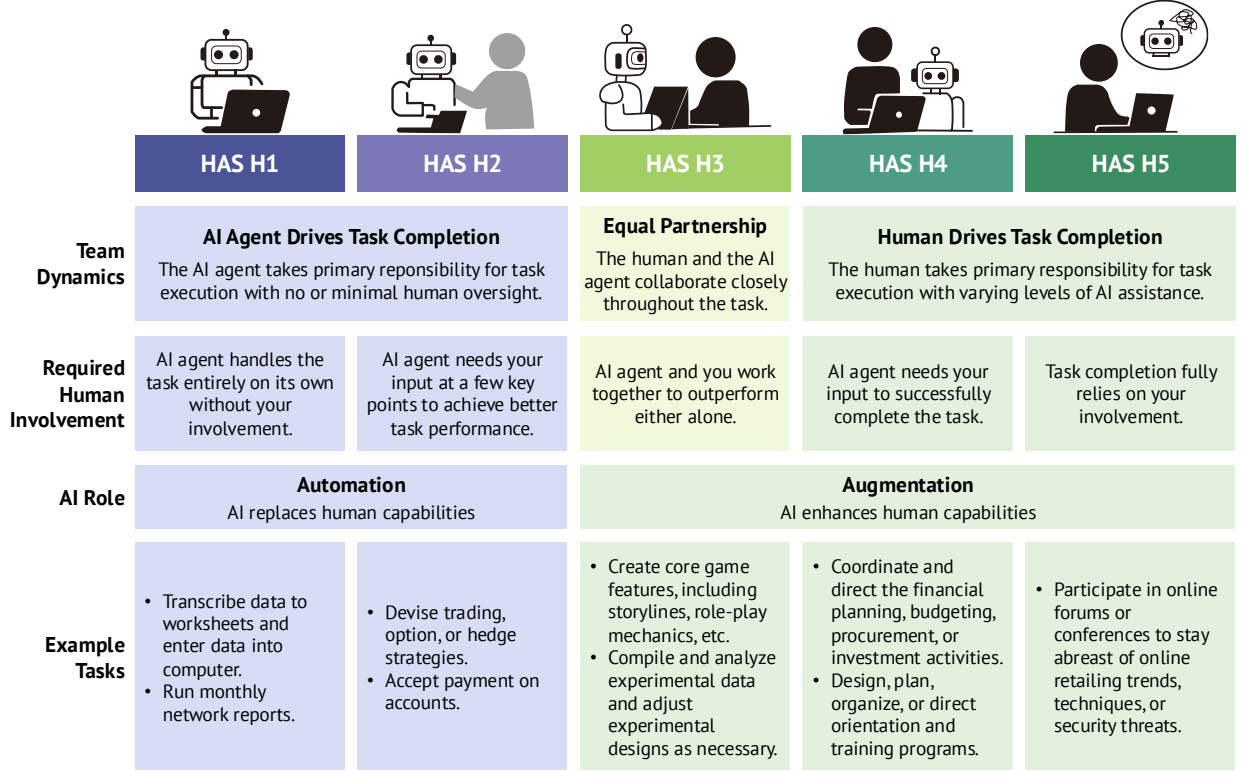 HAS H1
HAS H2
HAS H3
HAS H4
HAS H5
Team
Dynamics
AI Agent Drives Task Completion
The AI agent takes primary reponsibility for task
execution with no or minimal human oversight.
Equal Partnership
The human and the AI
agent collaborate closely
throughout the task.
Human Drives Task Completion
The human takes primary responsibility for task
execution with varying levels of AI assistance.
Required
Human
Involvement
AI agent handles the
task entirely on its own
without your
involvement.
AI agent needs your
input at a few key
points to achieve better
task performance.
AI agent and you work
together to outperform
either alone.
AI agent needs your
input to successfully
complete the task.
Task completion fully
relies on your
involvement.
AI Role
Automation
AI replaces human capabilities
Augmentation
AI enhances human capabilities
Example
Tasks
• Transcribe data to
worksheets and
enter data into
computer.
• Run monthly
network reports.
• Devise trading,
option, or hedge
strategies.
• Accept payment on
accounts.
• Create core game
features, including
storylines, role-play
mechanics, etc.
• Compile and analyze
experimental data
and adjust
experimental
designs as necessary.
• Coordinate and
direct the financial
planning, budgeting,
procurement, or
investment activities.
• Design, plan,
organize, or direct
orientation and
training programs.
• Participate in online
forums or
conferences to stay
abreast of online
retailing trends,
techniques, or
security threats.